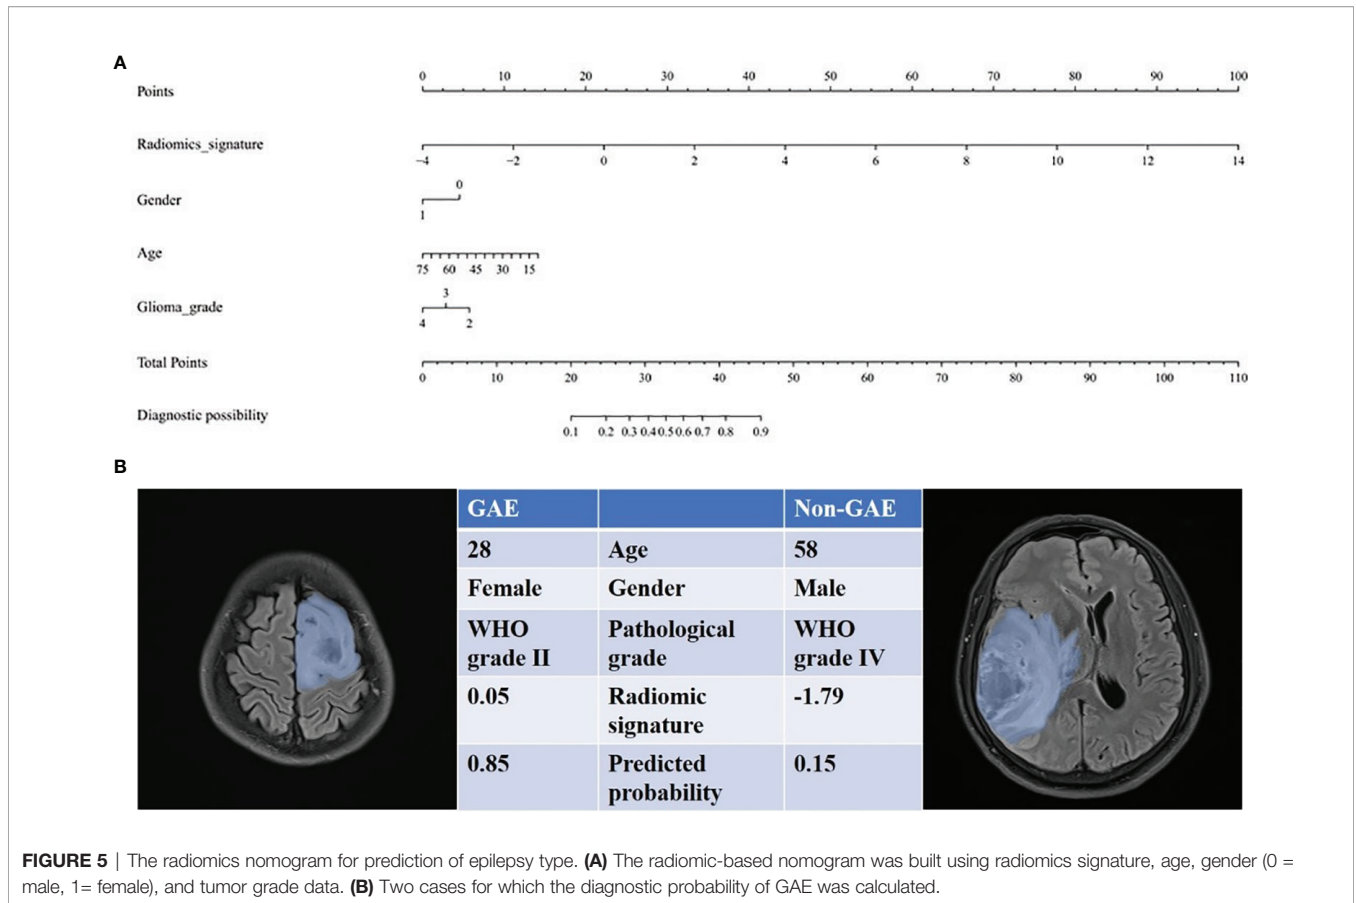 A
Points
0 10 20 30 40 50 60 70 80 90 100
Radiomics_signature
−4 −2 0 2 4 6 8 10 12 14
Gender
0
1
Age
75 60 45 30 15
Glioma_grade
3
4 2
Total Points
0 10 20 30 40 50 60 70 80 90 100 110
Diagnostic possibility
0.1 0.2 0.3 0.4 0.5 0.6 0.7 0.8 0.9
B
GAE Non-GAE
28 Age 58
Female Gender Male
WHO Pathological WHO
grade II grade grade IV
0.05 Radiomic -1.79
signature
0.85 Predicted 0.15
probability
FIGURE 5 | The radiomics nomogram for prediction of epilepsy type. (A) The radiomic-based nomogram was built using radiomics signature, age, gender (0 =
male, 1= female), and tumor grade data. (B) Two cases for which the diagnostic probability of GAE was calculated.